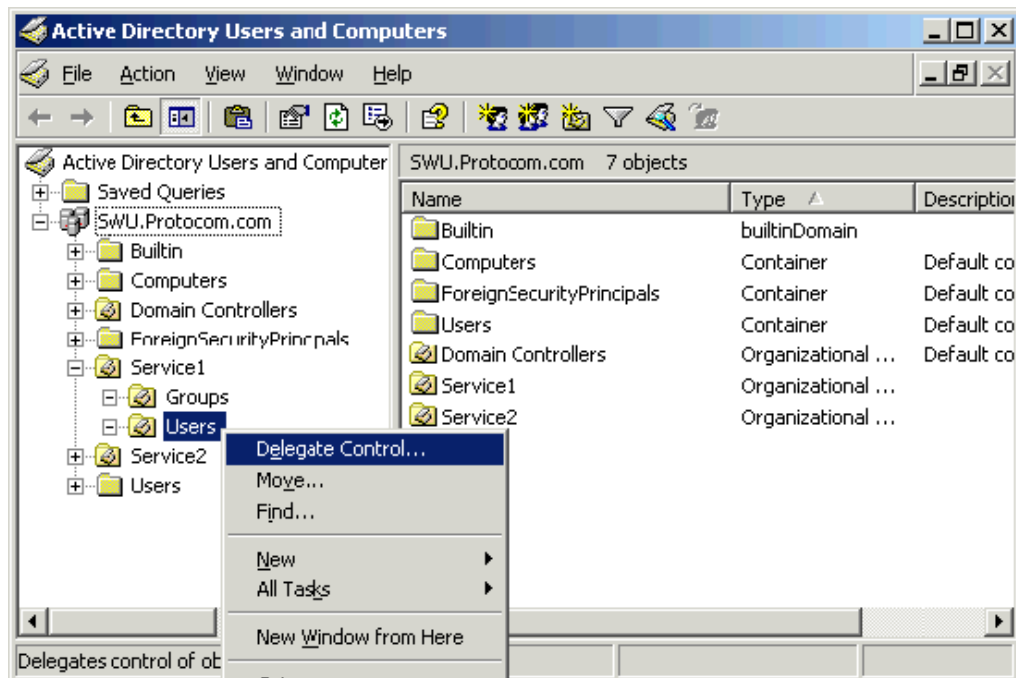 Active Directory Users and Computers
File Action View Window Help
Active Directory Users and Computer
Saved Queries
SWU.Protocom.com
Builtin
Computers
Domain Controllers
ForeignSecurityPrincipals
Service1
Groups
Users
Service2
Users
SWU.Protocom.com 7 objects
Name Type Description
Builtin builtinDomain
Computers Container Default co
ForeignSecurityPrincipals Container Default co
Users Container Default co
Domain Controllers Organizational ... Default co
Service1 Organizational ...
Service2 Organizational ...
Delegate Control...
Move...
Find...
New
All Tasks
New Window from Here
Delegates control of ob